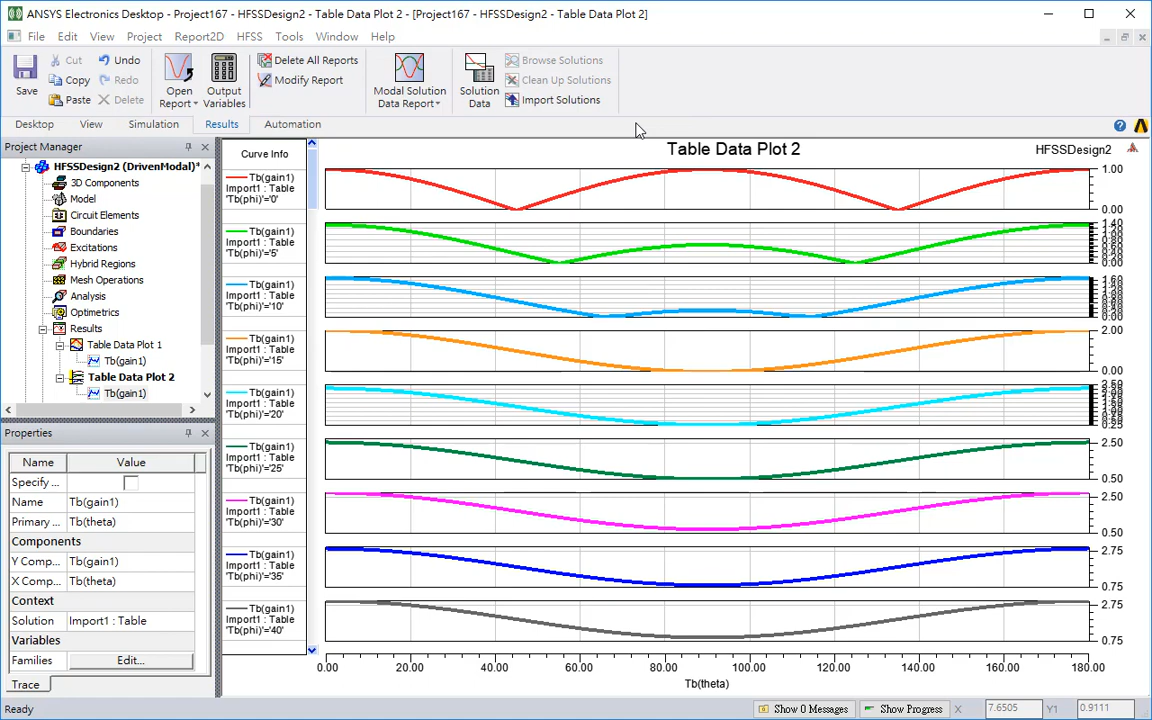 ANSYS Electronics Desktop - Project167 - HFSSDesign2 - Table Data Plot 2 - [Project167 - HFSSDesign2 - Table Data Plot 2]
File Edit View Project Report2D HFSS Tools Window Help
Save Cut Copy Paste Undo Redo Delete
Open Report Output Variables
Delete All Reports
Modify Report
Modal Solution Data Report
Solution Data
Browse Solutions
Clean Up Solutions
Import Solutions
Desktop View Simulation Results Automation
Project Manager
HFSSDesign2 (DrivenModal)*
3D Components
Model
Circuit Elements
Boundaries
Excitations
Hybrid Regions
Mesh Operations
Analysis
Optimetrics
Results
Table Data Plot 1
Tb(gain1)
Table Data Plot 2
Tb(gain1)
Properties
Name Value
Specify ...
Name Tb(gain1)
Primary ... Tb(theta)
Components
Y Comp... Tb(gain1)
X Comp... Tb(theta)
Context
Solution Import1 : Table
Variables
Families Edit...
Trace
Curve Info
Tb(gain1)
Import1 : Table
'Tb(phi)'='0'
Tb(gain1)
Import1 : Table
'Tb(phi)'='5'
Tb(gain1)
Import1 : Table
'Tb(phi)'='10'
Tb(gain1)
Import1 : Table
'Tb(phi)'='15'
Tb(gain1)
Import1 : Table
'Tb(phi)'='20'
Tb(gain1)
Import1 : Table
'Tb(phi)'='25'
Tb(gain1)
Import1 : Table
'Tb(phi)'='30'
Tb(gain1)
Import1 : Table
'Tb(phi)'='35'
Tb(gain1)
Import1 : Table
'Tb(phi)'='40'
Table Data Plot 2
HFSSDesign2
1.00
0.00
1.40
0.00
1.60
2.00
0.00
2.50
0.25
2.50
0.50
2.50
0.50
2.75
0.75
2.75
0.75
0.00 20.00 40.00 60.00 80.00 100.00 120.00 140.00 160.00 180.00
Tb(theta)
Ready
Show 0 Messages Show Progress X 7.6505 Y1 0.9111